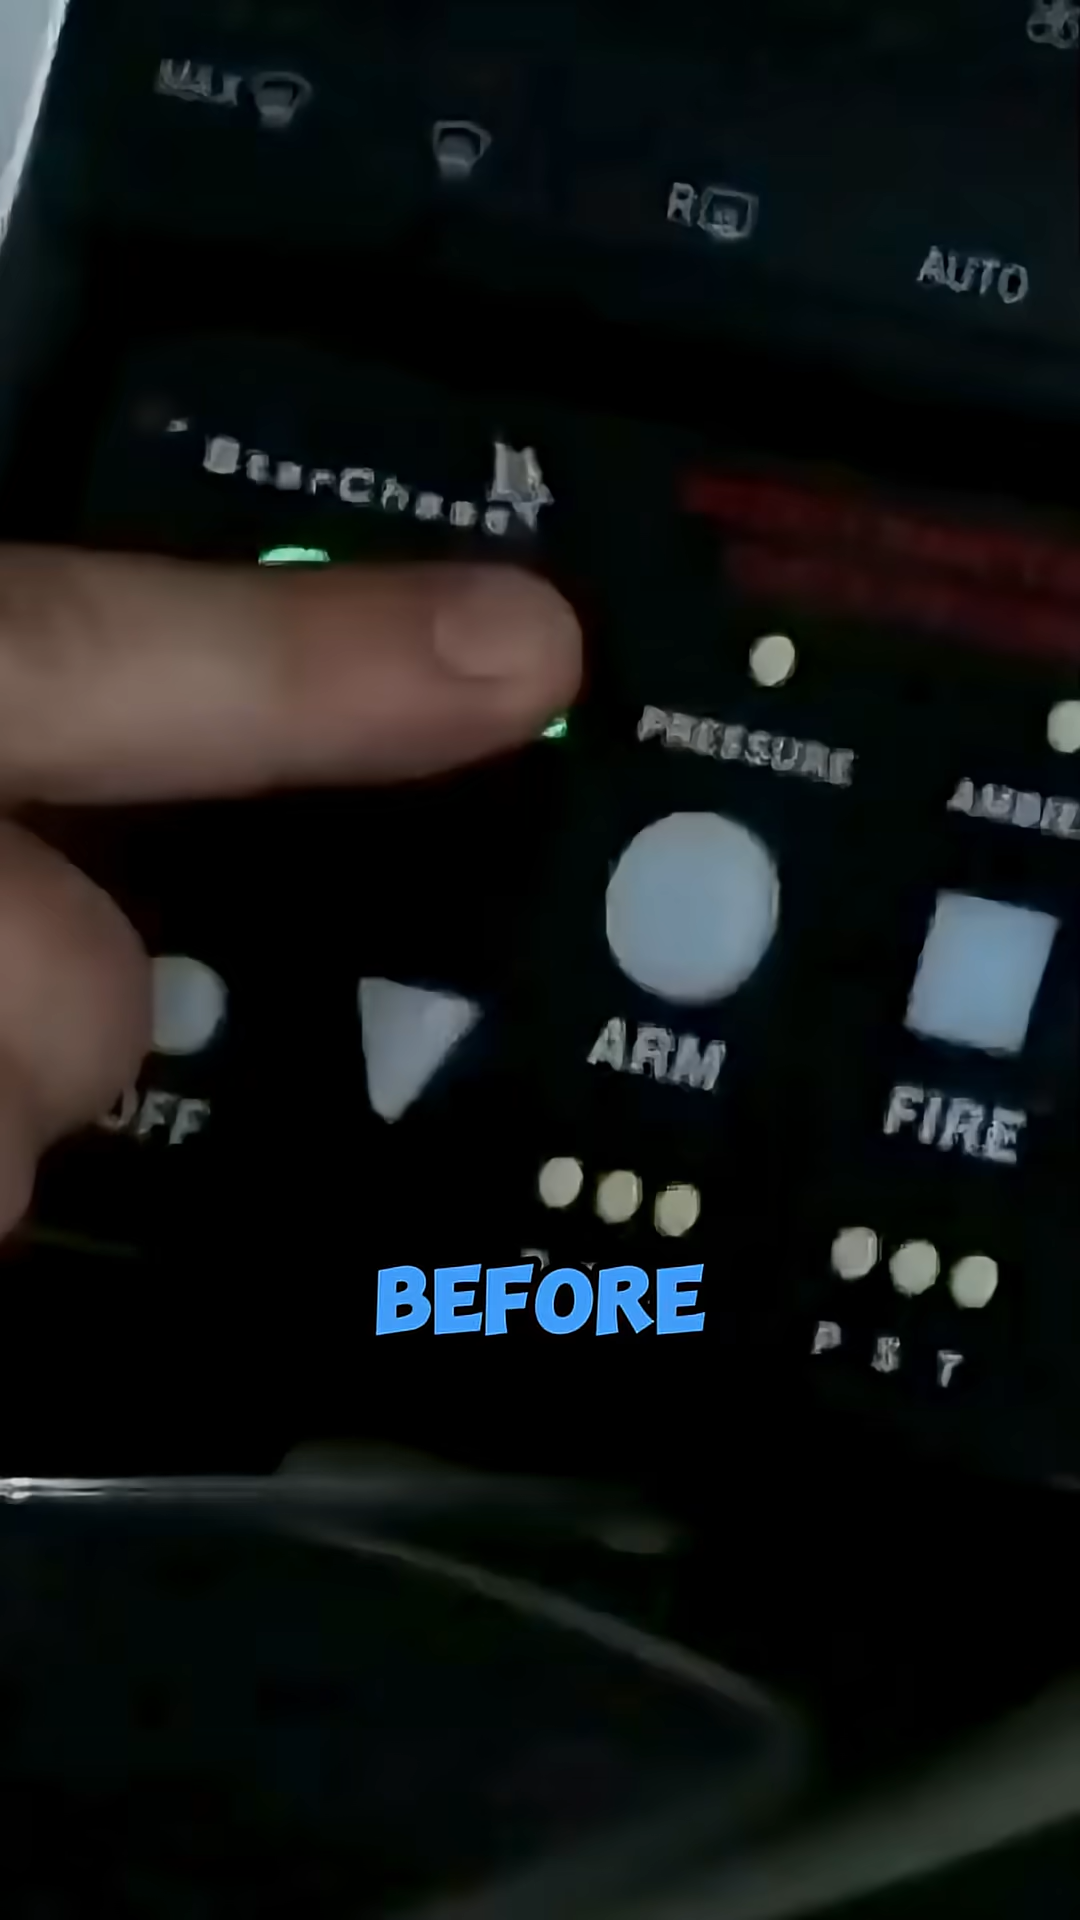 MAX
R
AUTO
StarChase
PRESSURE
ARM
FIRE
OFF
BEFORE
P S T